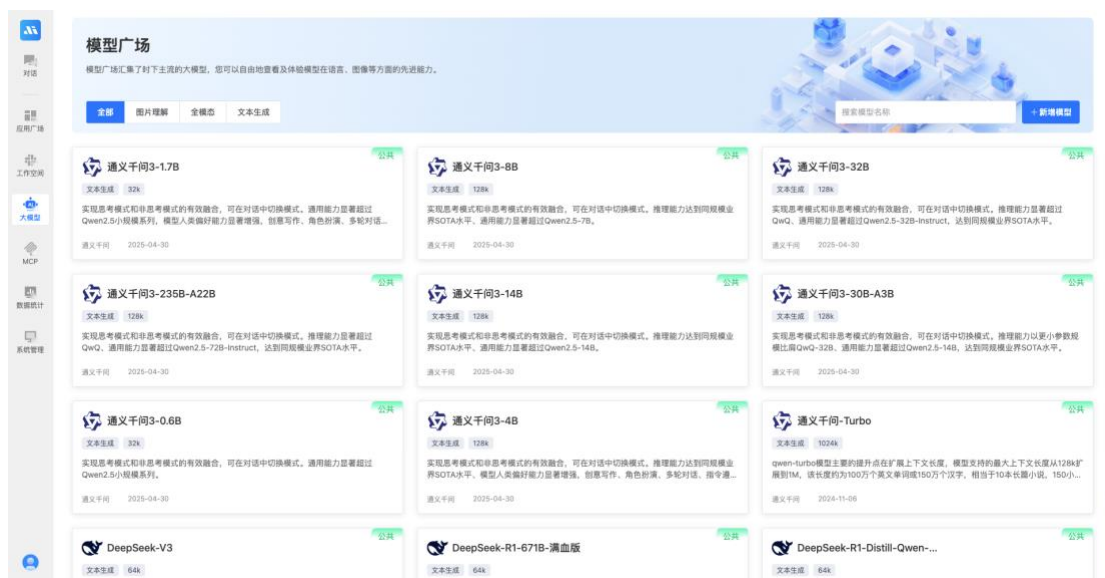 对话
应用广场
工作空间
大模型
MCP
数据统计
系统管理
模型广场
模型广场汇集了时下主流的大模型，您可以自由地查看及体验模型在语言、图像等方面的先进能力。
全部 图片理解 全模态 文本生成
搜索模型名称
+ 新增模型
公共
通义千问3-1.7B
文本生成 32k
实现思考模式和非思考模式的有效融合，可在对话中切换模式。通用能力显著超过
Qwen2.5小规模系列，模型人类偏好能力显著增强，创意写作、角色扮演、多轮对话...
通义千问 2025-04-30
公共
通义千问3-8B
文本生成 128k
实现思考模式和非思考模式的有效融合，可在对话中切换模式。推理能力达到同规模业
界SOTA水平、通用能力显著超过Qwen2.5-7B。
通义千问 2025-04-30
公共
通义千问3-32B
文本生成 128k
实现思考模式和非思考模式的有效融合，可在对话中切换模式。推理能力显著超过
QwQ、通用能力显著超过Qwen2.5-32B-Instruct，达到同规模业界SOTA水平。
通义千问 2025-04-30
公共
通义千问3-235B-A22B
文本生成 128k
实现思考模式和非思考模式的有效融合，可在对话中切换模式。推理能力显著超过
QwQ、通用能力显著超过Qwen2.5-72B-Instruct，达到同规模业界SOTA水平。
通义千问 2025-04-30
公共
通义千问3-14B
文本生成 128k
实现思考模式和非思考模式的有效融合，可在对话中切换模式。推理能力达到同规模业
界SOTA水平、通用能力显著超过Qwen2.5-14B。
通义千问 2025-04-30
公共
通义千问3-30B-A3B
文本生成 128k
实现思考模式和非思考模式的有效融合，可在对话中切换模式。推理能力以更小参数规
模比肩QwQ-32B、通用能力显著超过Qwen2.5-14B，达到同规模业界SOTA水平。
通义千问 2025-04-30
公共
通义千问3-0.6B
文本生成 32k
实现思考模式和非思考模式的有效融合，可在对话中切换模式。通用能力显著超过
Qwen2.5小规模系列。
通义千问 2025-04-30
公共
通义千问3-4B
文本生成 128k
实现思考模式和非思考模式的有效融合，可在对话中切换模式。推理能力达到同规模业
界SOTA水平、模型人类偏好能力显著增强，创意写作、角色扮演、多轮对话、指令遵...
通义千问 2025-04-30
公共
通义千问-Turbo
文本生成 1024k
qwen-turbo模型主要的提升点在扩展上下文长度，模型支持的最大上下文长度从128k扩
展到1M，该长度约为100万个英文单词或150万个汉字，相当于10本长篇小说，150小...
通义千问 2024-11-06
公共
DeepSeek-V3
文本生成 64k
公共
DeepSeek-R1-671B-满血版
文本生成 64k
公共
DeepSeek-R1-Distill-Qwen-...
文本生成 64k